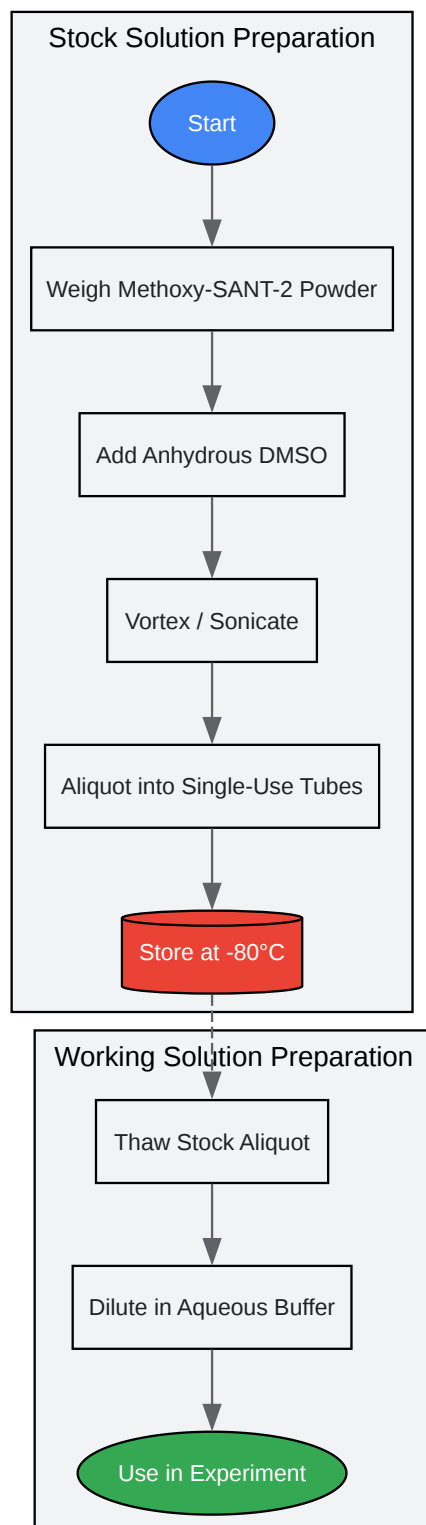 Stock Solution Preparation
Start
Weigh Methoxy-SANT-2 Powder
Add Anhydrous DMSO
Vortex / Sonicate
Aliquot into Single-Use Tubes
Store at -80°C
Working Solution Preparation
Thaw Stock Aliquot
Dilute in Aqueous Buffer
Use in Experiment